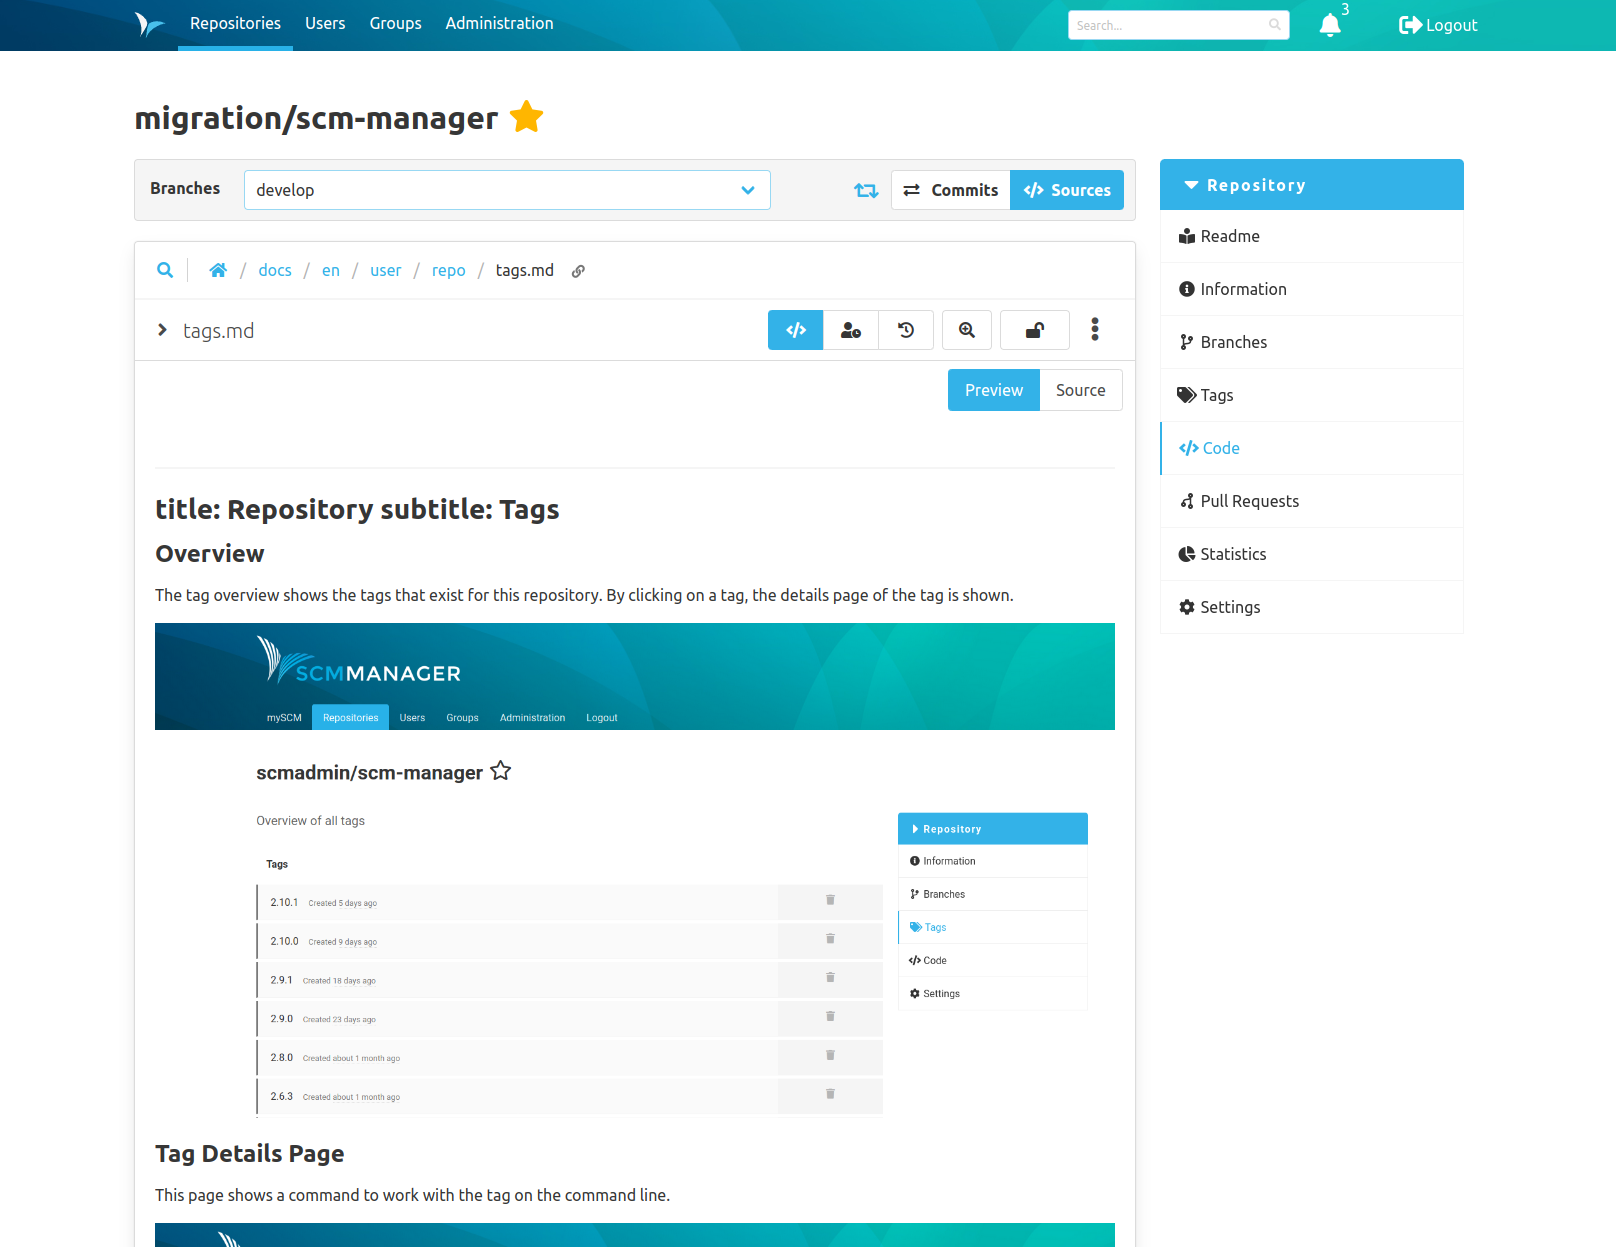 Repositories Users Groups Administration Search... 3 Logout
migration/scm-manager
Branches develop Commits Sources
/ docs / en / user / repo / tags.md
tags.md
Preview Source
title: Repository subtitle: Tags
Overview
The tag overview shows the tags that exist for this repository. By clicking on a tag, the details page of the tag is shown.
SCMMANAGER
mySCM Repositories Users Groups Administration Logout
scmadmin/scm-manager
Overview of all tags
Tags
2.10.1 Created 5 days ago
2.10.0 Created 9 days ago
2.9.1 Created 18 days ago
2.9.0 Created 23 days ago
2.8.0 Created about 1 month ago
2.6.3 Created about 1 month ago
Repository
Information
Branches
Tags
Code
Settings
Tag Details Page
This page shows a command to work with the tag on the command line.
Repository
Readme
Information
Branches
Tags
Code
Pull Requests
Statistics
Settings